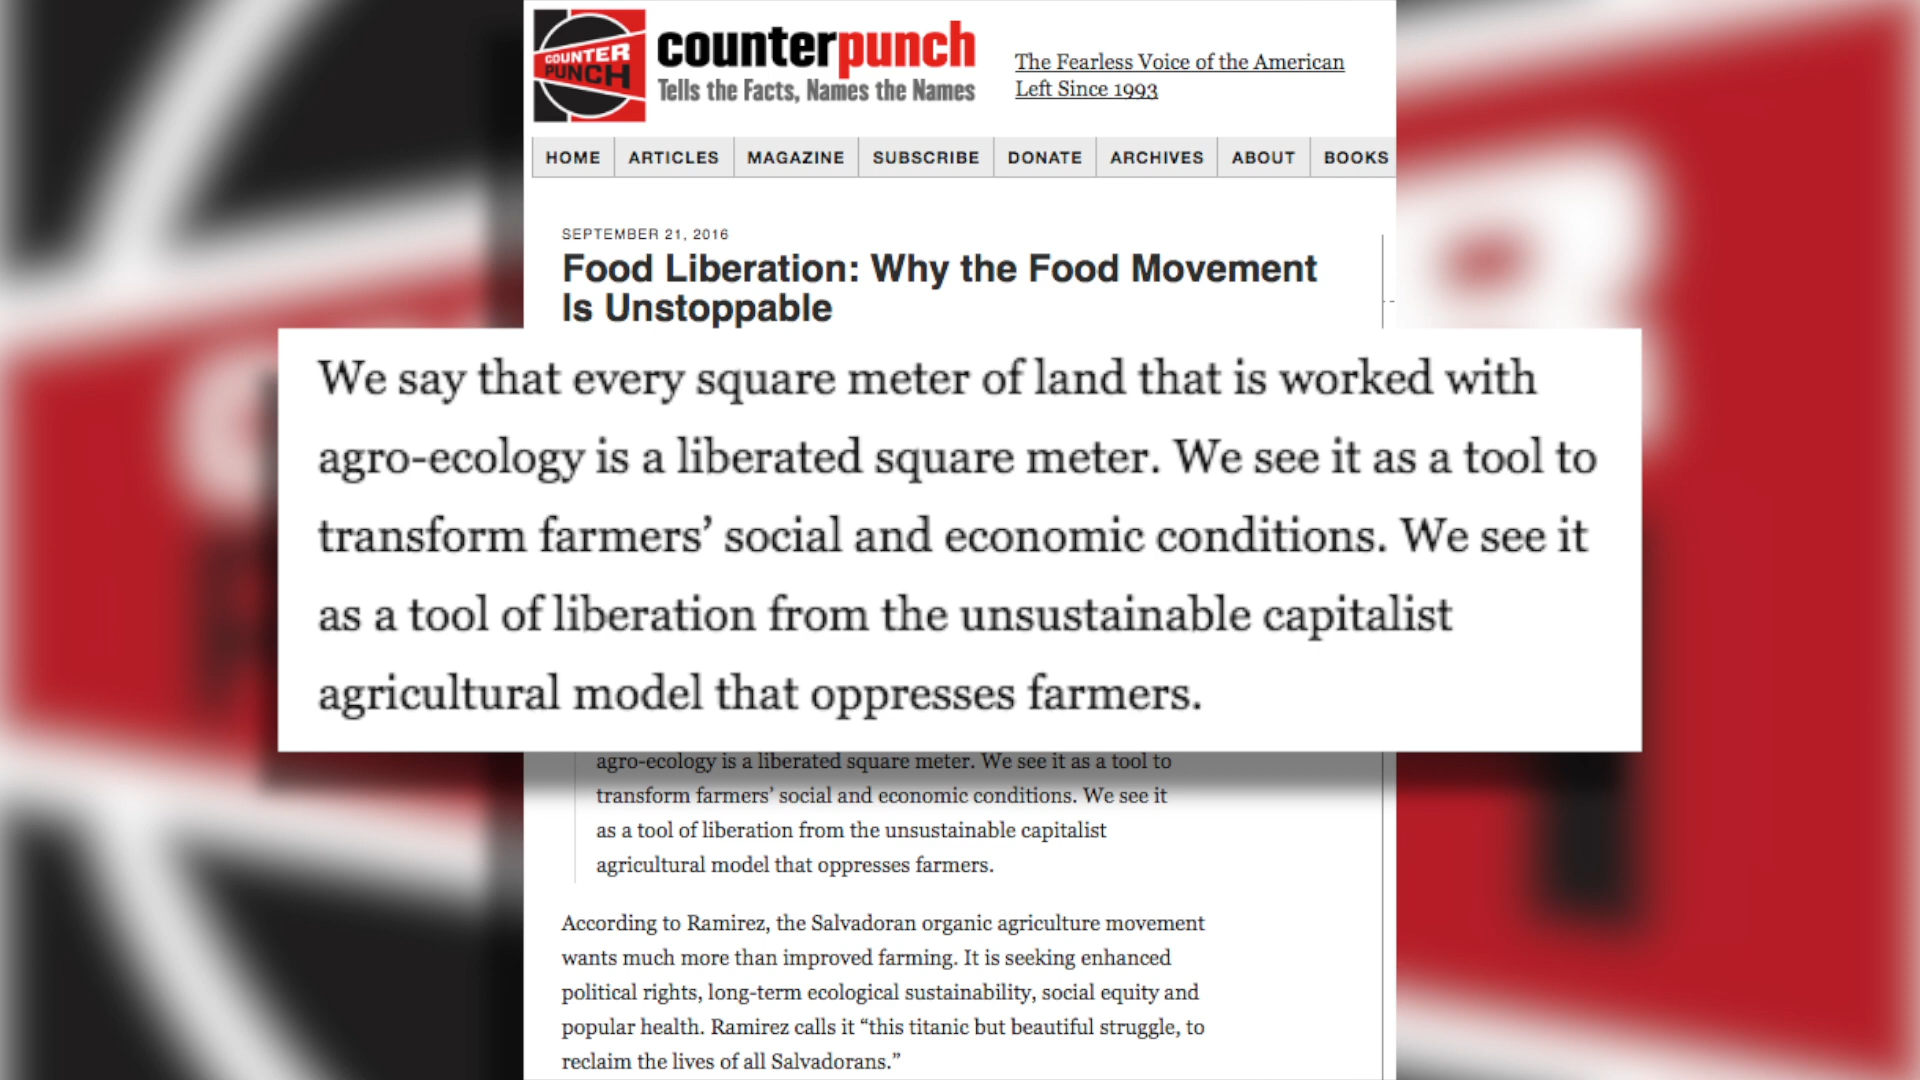 COUNTER
PUNCH
counterpunch
Tells the Facts, Names the Names
The Fearless Voice of the American
Left Since 1993
HOME ARTICLES MAGAZINE SUBSCRIBE DONATE ARCHIVES ABOUT BOOKS
SEPTEMBER 21, 2016
Food Liberation: Why the Food Movement
Is Unstoppable
We say that every square meter of land that is worked with
agro-ecology is a liberated square meter. We see it as a tool to
transform farmers’ social and economic conditions. We see it
as a tool of liberation from the unsustainable capitalist
agricultural model that oppresses farmers.
agro-ecology is a liberated square meter. We see it as a tool to
transform farmers’ social and economic conditions. We see it
as a tool of liberation from the unsustainable capitalist
agricultural model that oppresses farmers.
According to Ramirez, the Salvadoran organic agriculture movement
wants much more than improved farming. It is seeking enhanced
political rights, long-term ecological sustainability, social equity and
popular health. Ramirez calls it “this titanic but beautiful struggle, to
reclaim the lives of all Salvadorans.”